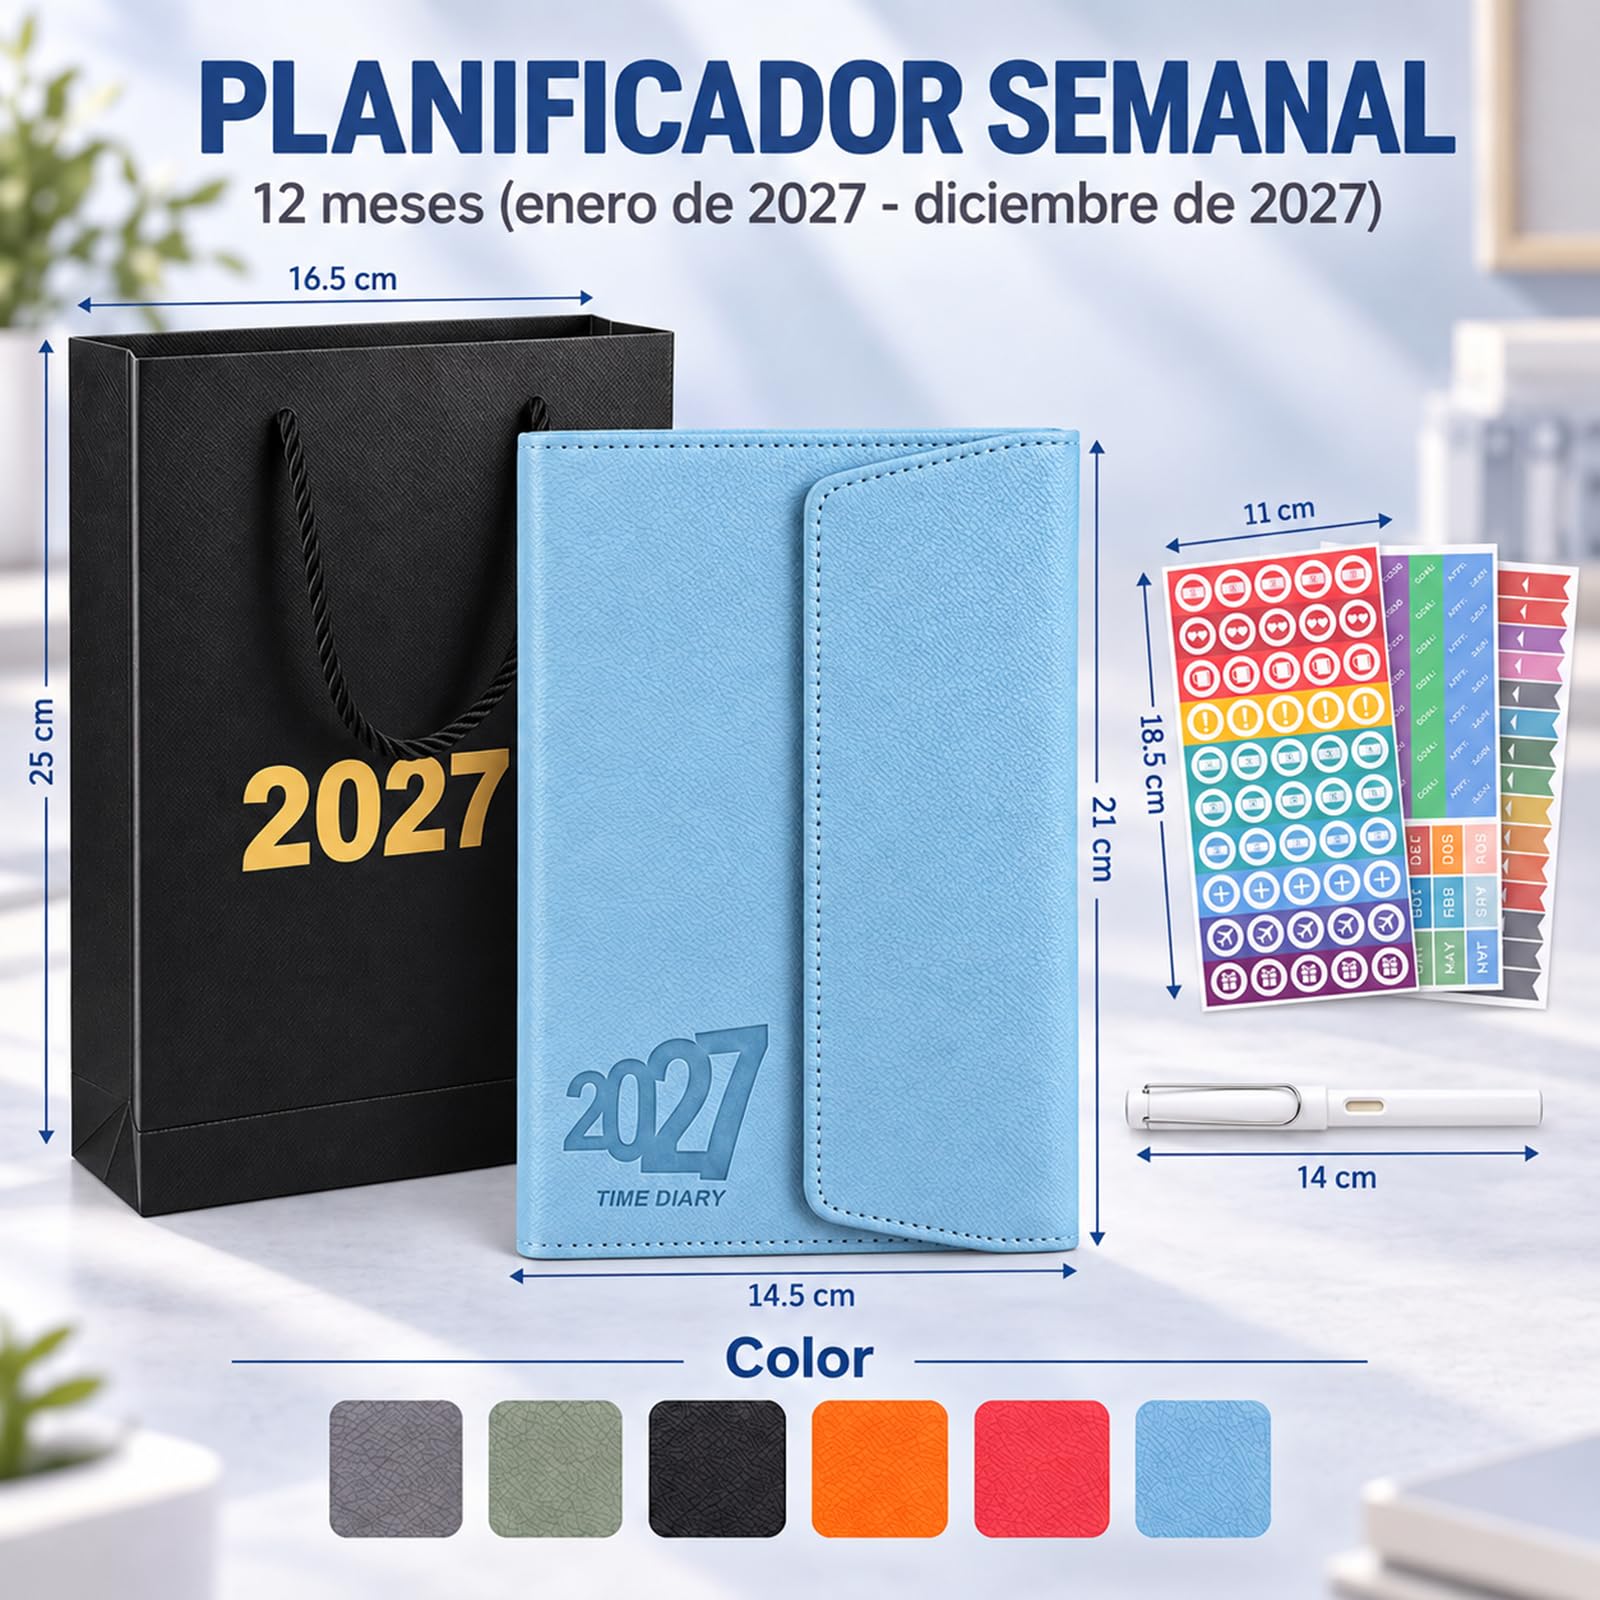 PLANIFICADOR SEMANAL
12 meses (enero de 2027 - diciembre de 2027)
16.5 cm
25 cm
2027
2027
TIME DIARY
21 cm
14.5 cm
11 cm
18.5 cm
MAY
14 cm
Color